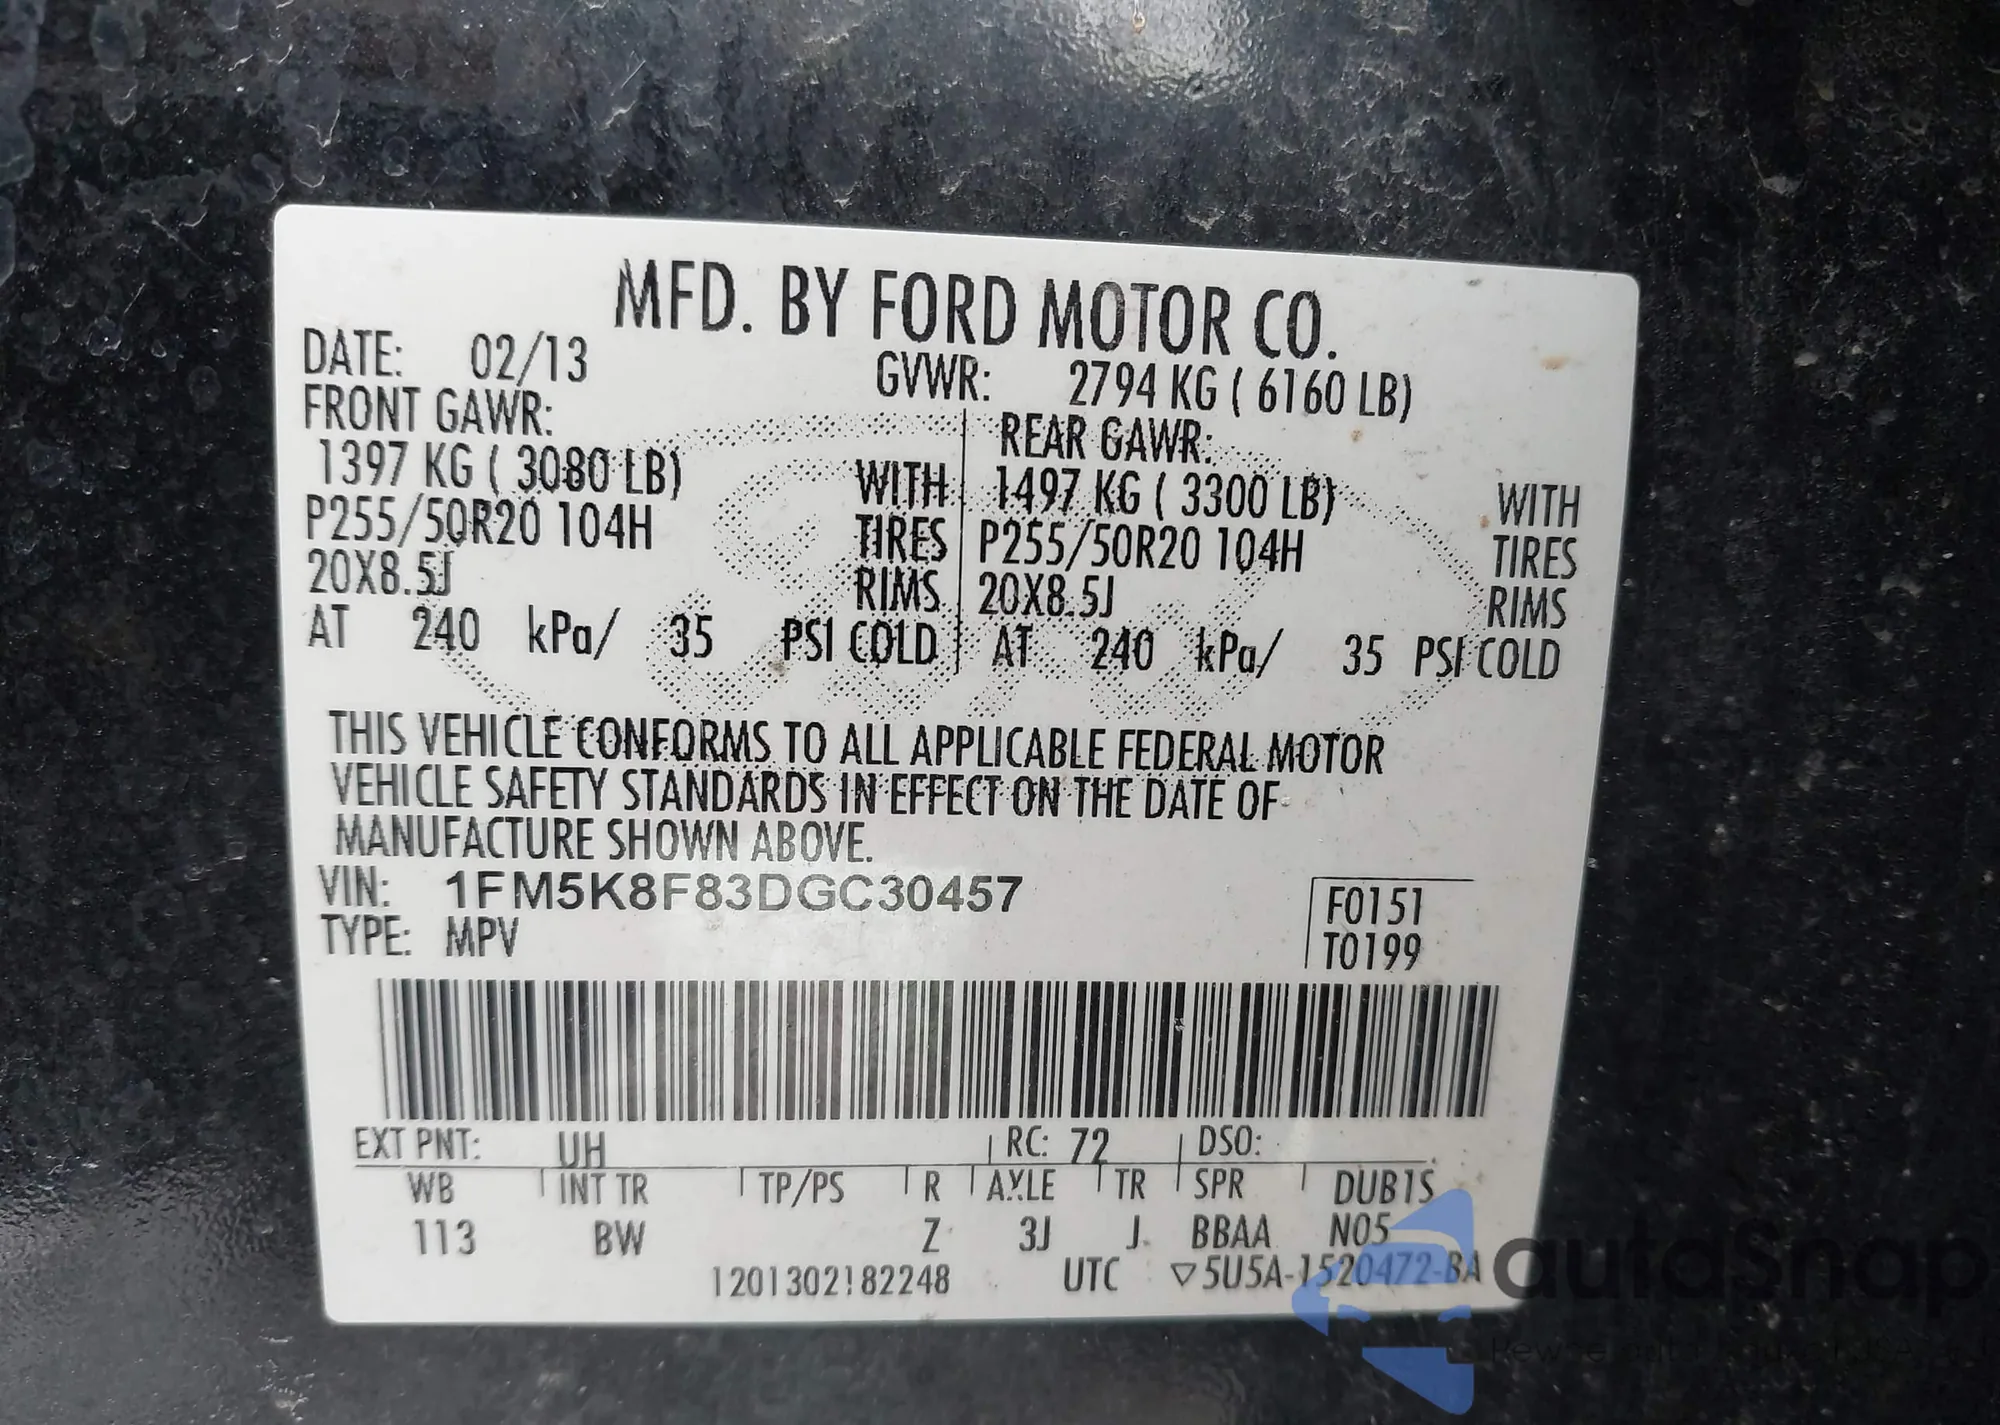 MFD. BY FORD MOTOR CO.
DATE: 02/13 GVWR: 2794 KG ( 6160 LB)
FRONT GAWR: REAR GAWR:
1397 KG ( 3080 LB) WITH 1497 KG ( 3300 LB) WITH
P255/50R20 104H TIRES P255/50R20 104H TIRES
20X8.5J RIMS 20X8.5J RIMS
AT 240 kPa/ 35 PSI COLD AT 240 kPa/ 35 PSI COLD
THIS VEHICLE CONFORMS TO ALL APPLICABLE FEDERAL MOTOR
VEHICLE SAFETY STANDARDS IN EFFECT ON THE DATE OF
MANUFACTURE SHOWN ABOVE.
VIN: 1FM5K8F83DGC30457 F0151
TYPE: MPV T0199
EXT PNT: UH RC: 72 DSO:
WB INT TR TP/PS R AXLE TR SPR DUB1S
113 BW Z 3J J BBAA N05
1201302182248 UTC ▽5U5A-1520472-BA
autosnap